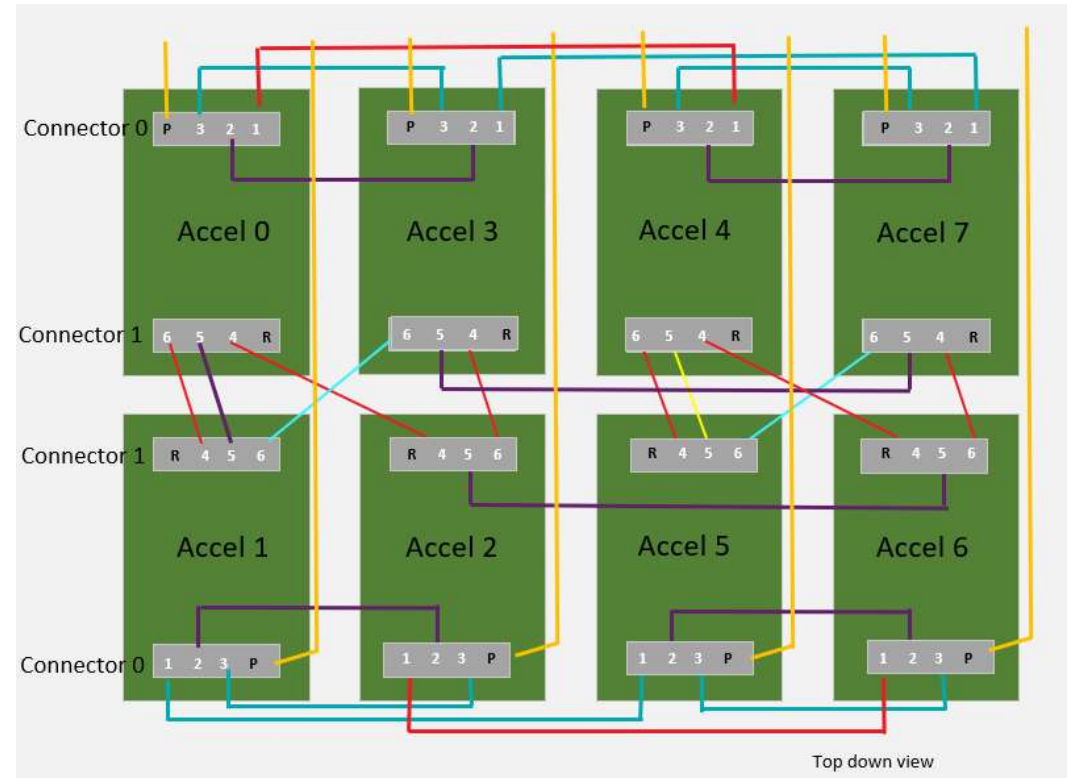 Connector 0
P 3 2 1
P 3 2 1
P 3 2 1
P 3 2 1
Accel 0
Accel 3
Accel 4
Accel 7
Connector 1
6 5 4 R
6 5 4 R
6 5 4 R
6 5 4 R
Connector 1
R 4 5 6
R 4 5 6
R 4 5 6
R 4 5 6
Accel 1
Accel 2
Accel 5
Accel 6
Connector 0
1 2 3 P
1 2 3 P
1 2 3 P
1 2 3 P
Top down view